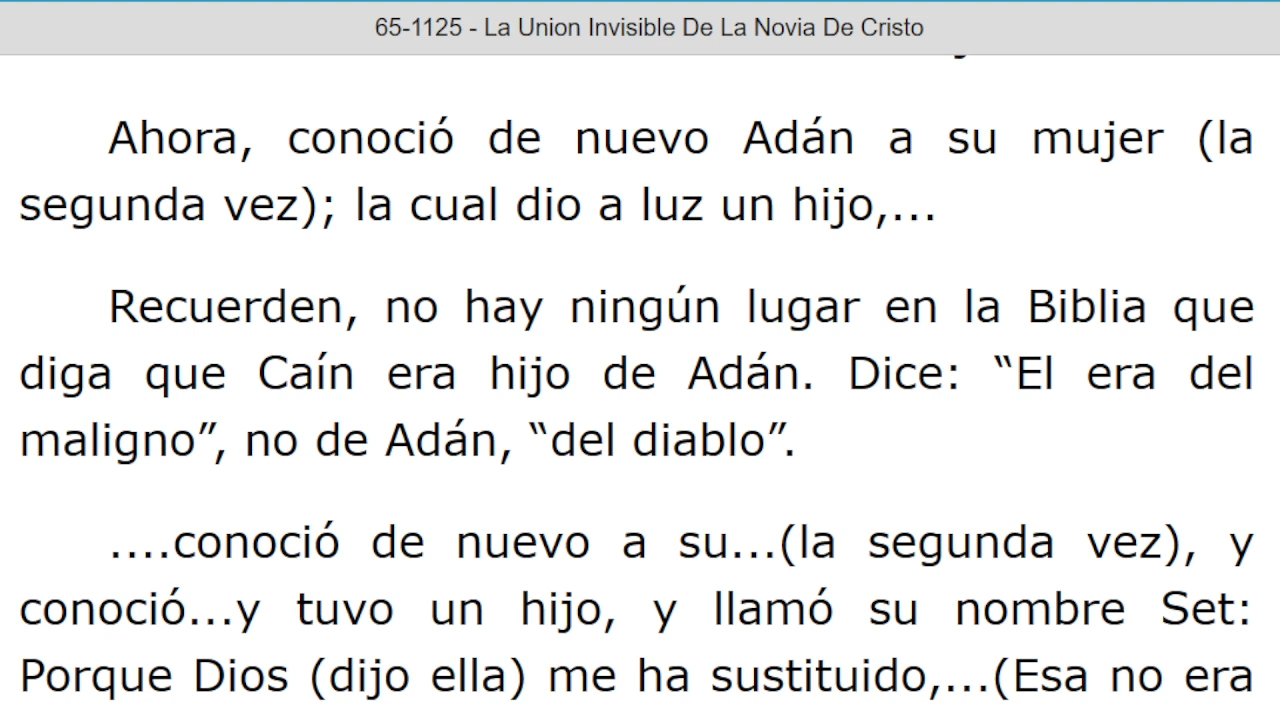 65-1125 - La Union Invisible De La Novia De Cristo
Ahora, conoció de nuevo Adán a su mujer (la
segunda vez); la cual dio a luz un hijo,...
Recuerden, no hay ningún lugar en la Biblia que
diga que Caín era hijo de Adán. Dice: “El era del
maligno”, no de Adán, “del diablo”.
....conoció de nuevo a su...(la segunda vez), y
conoció...y tuvo un hijo, y llamó su nombre Set:
Porque Dios (dijo ella) me ha sustituido,...(Esa no era